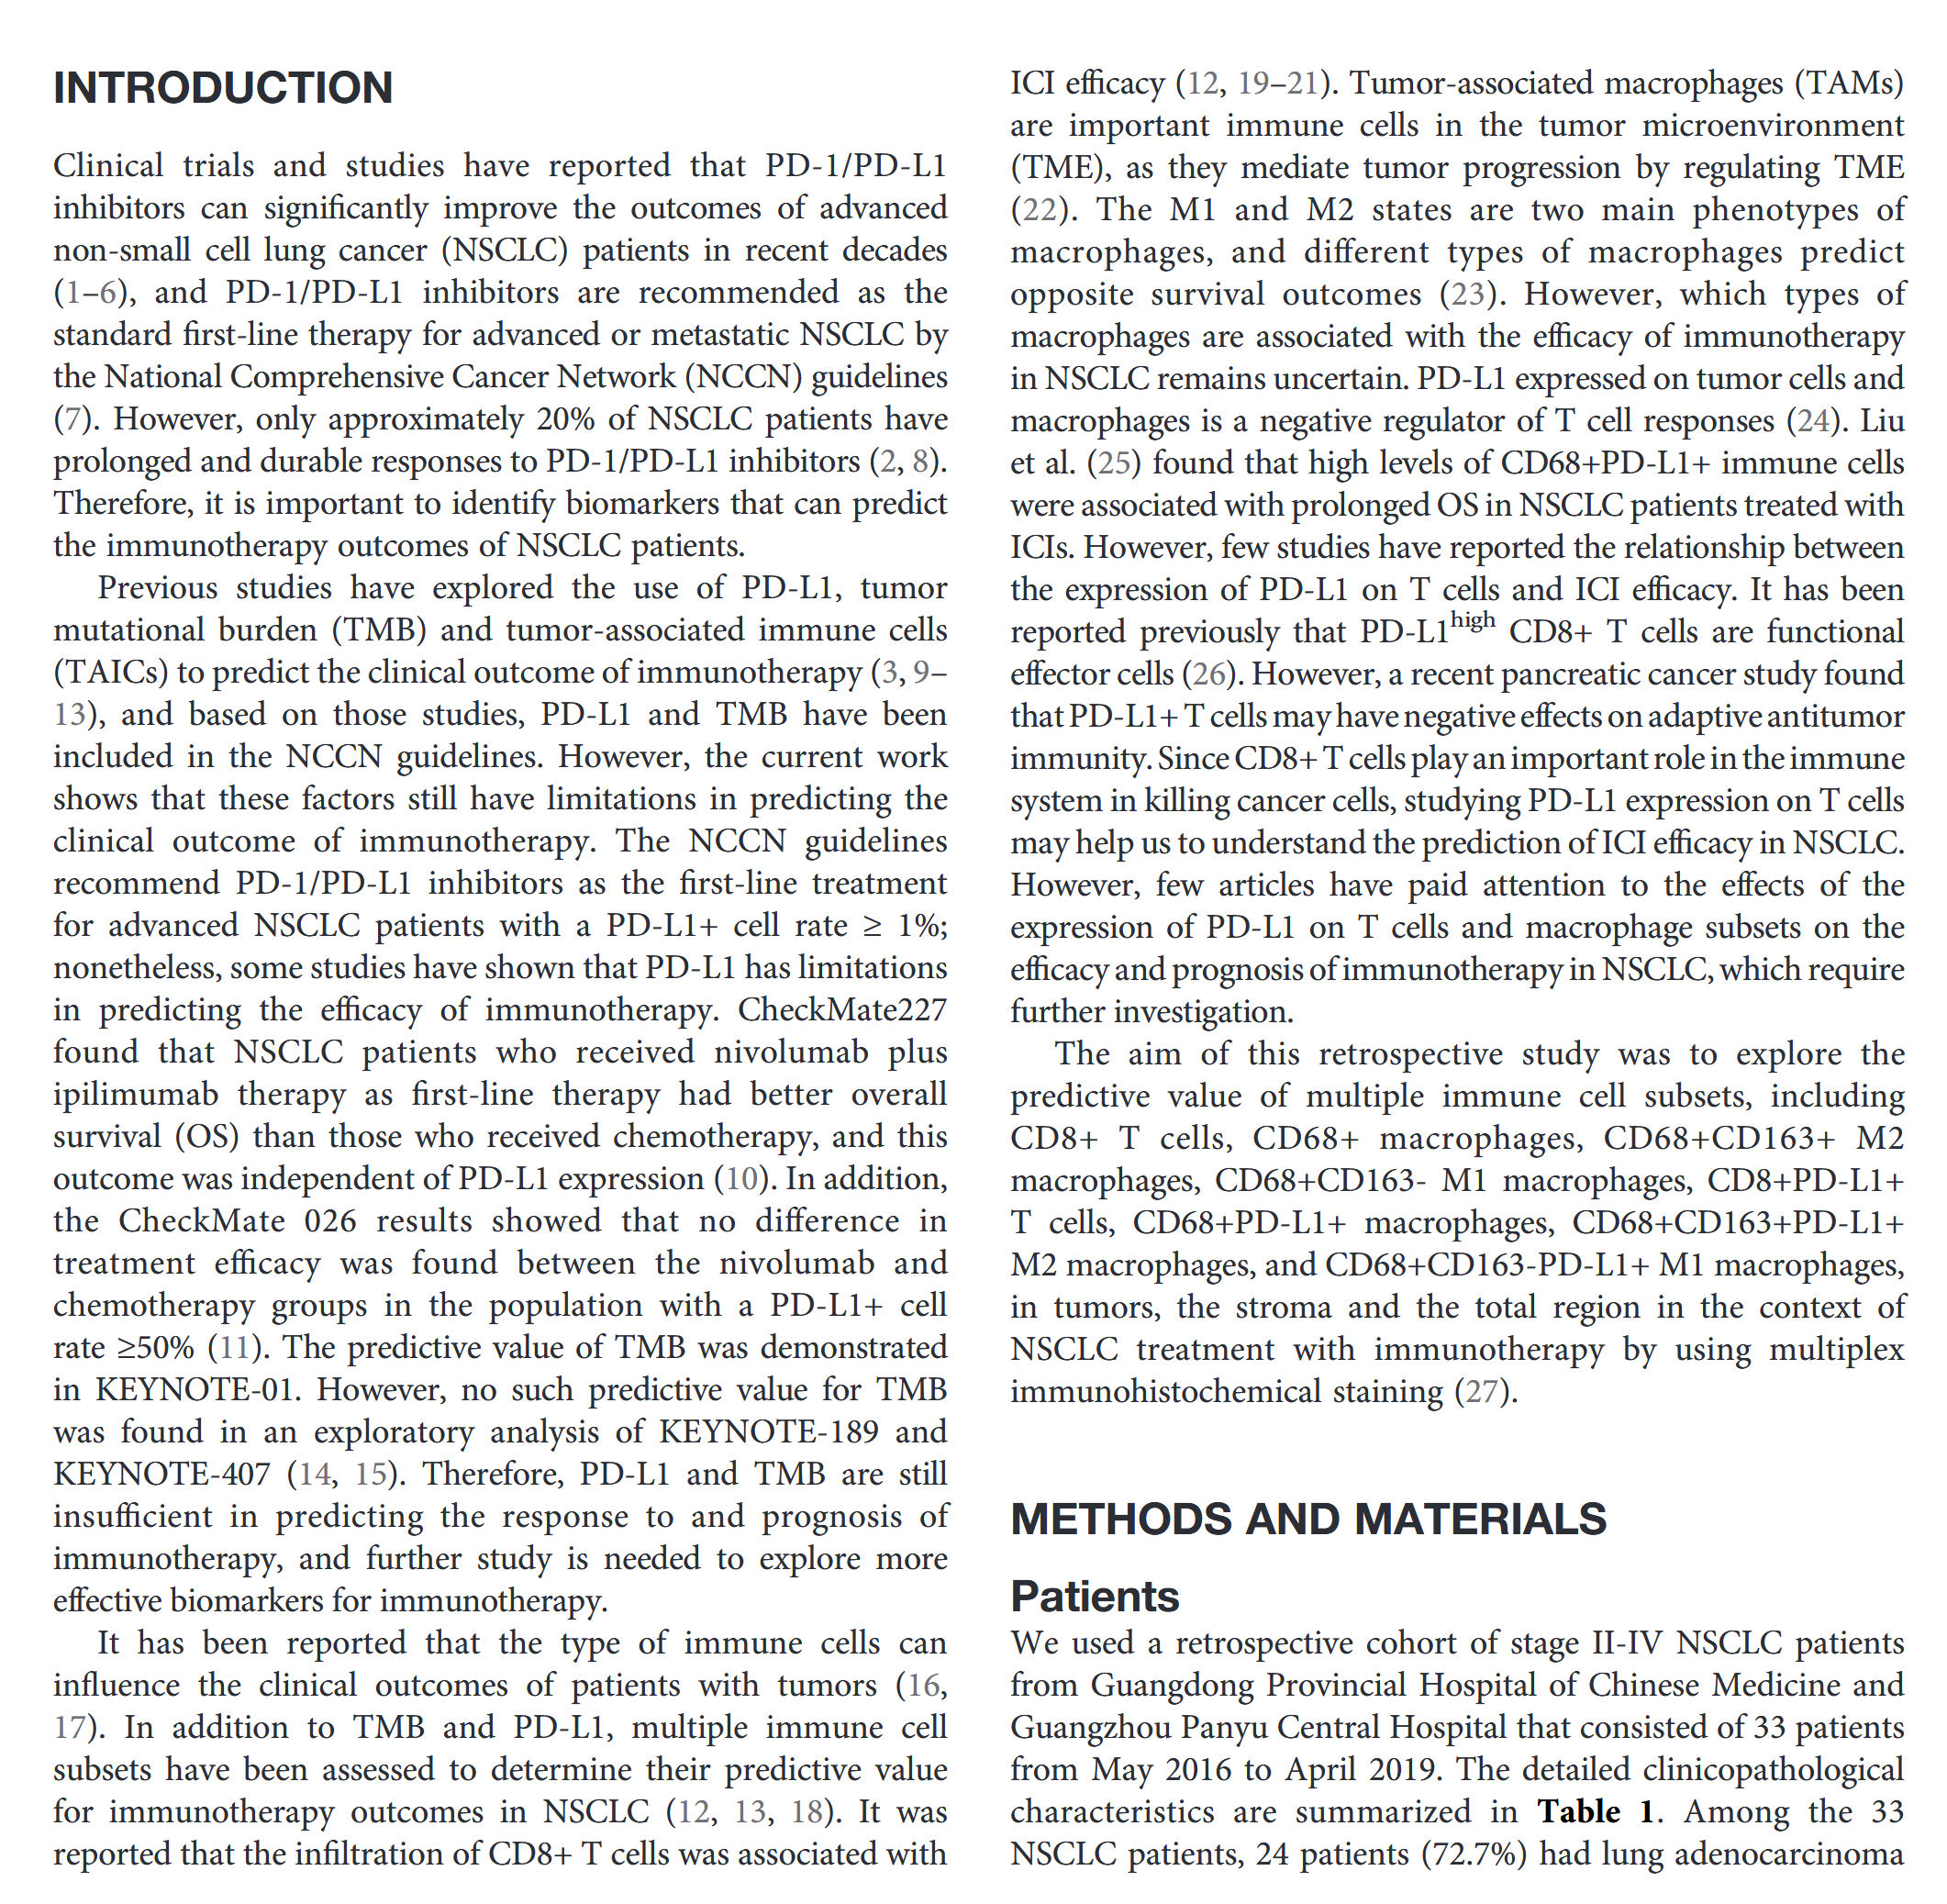 INTRODUCTION
Clinical trials and studies have reported that PD-1/PD-L1
inhibitors can significantly improve the outcomes of advanced
non-small cell lung cancer (NSCLC) patients in recent decades
(1–6), and PD-1/PD-L1 inhibitors are recommended as the
standard first-line therapy for advanced or metastatic NSCLC by
the National Comprehensive Cancer Network (NCCN) guidelines
(7). However, only approximately 20% of NSCLC patients have
prolonged and durable responses to PD-1/PD-L1 inhibitors (2, 8).
Therefore, it is important to identify biomarkers that can predict
the immunotherapy outcomes of NSCLC patients.
Previous studies have explored the use of PD-L1, tumor
mutational burden (TMB) and tumor-associated immune cells
(TAICs) to predict the clinical outcome of immunotherapy (3, 9–
13), and based on those studies, PD-L1 and TMB have been
included in the NCCN guidelines. However, the current work
shows that these factors still have limitations in predicting the
clinical outcome of immunotherapy. The NCCN guidelines
recommend PD-1/PD-L1 inhibitors as the first-line treatment
for advanced NSCLC patients with a PD-L1+ cell rate ≥ 1%;
nonetheless, some studies have shown that PD-L1 has limitations
in predicting the efficacy of immunotherapy. CheckMate227
found that NSCLC patients who received nivolumab plus
ipilimumab therapy as first-line therapy had better overall
survival (OS) than those who received chemotherapy, and this
outcome was independent of PD-L1 expression (10). In addition,
the CheckMate 026 results showed that no difference in
treatment efficacy was found between the nivolumab and
chemotherapy groups in the population with a PD-L1+ cell
rate ≥50% (11). The predictive value of TMB was demonstrated
in KEYNOTE-01. However, no such predictive value for TMB
was found in an exploratory analysis of KEYNOTE-189 and
KEYNOTE-407 (14, 15). Therefore, PD-L1 and TMB are still
insufficient in predicting the response to and prognosis of
immunotherapy, and further study is needed to explore more
effective biomarkers for immunotherapy.
It has been reported that the type of immune cells can
influence the clinical outcomes of patients with tumors (16,
17). In addition to TMB and PD-L1, multiple immune cell
subsets have been assessed to determine their predictive value
for immunotherapy outcomes in NSCLC (12, 13, 18). It was
reported that the infiltration of CD8+ T cells was associated with
ICI efficacy (12, 19–21). Tumor-associated macrophages (TAMs)
are important immune cells in the tumor microenvironment
(TME), as they mediate tumor progression by regulating TME
(22). The M1 and M2 states are two main phenotypes of
macrophages, and different types of macrophages predict
opposite survival outcomes (23). However, which types of
macrophages are associated with the efficacy of immunotherapy
in NSCLC remains uncertain. PD-L1 expressed on tumor cells and
macrophages is a negative regulator of T cell responses (24). Liu
et al. (25) found that high levels of CD68+PD-L1+ immune cells
were associated with prolonged OS in NSCLC patients treated with
ICIs. However, few studies have reported the relationship between
the expression of PD-L1 on T cells and ICI efficacy. It has been
reported previously that PD-L1high CD8+ T cells are functional
effector cells (26). However, a recent pancreatic cancer study found
that PD-L1+ T cells may have negative effects on adaptive antitumor
immunity. Since CD8+ T cells play an important role in the immune
system in killing cancer cells, studying PD-L1 expression on T cells
may help us to understand the prediction of ICI efficacy in NSCLC.
However, few articles have paid attention to the effects of the
expression of PD-L1 on T cells and macrophage subsets on the
efficacy and prognosis of immunotherapy in NSCLC, which require
further investigation.
The aim of this retrospective study was to explore the
predictive value of multiple immune cell subsets, including
CD8+ T cells, CD68+ macrophages, CD68+CD163+ M2
macrophages, CD68+CD163- M1 macrophages, CD8+PD-L1+
T cells, CD68+PD-L1+ macrophages, CD68+CD163+PD-L1+
M2 macrophages, and CD68+CD163-PD-L1+ M1 macrophages,
in tumors, the stroma and the total region in the context of
NSCLC treatment with immunotherapy by using multiplex
immunohistochemical staining (27).
METHODS AND MATERIALS
Patients
We used a retrospective cohort of stage II-IV NSCLC patients
from Guangdong Provincial Hospital of Chinese Medicine and
Guangzhou Panyu Central Hospital that consisted of 33 patients
from May 2016 to April 2019. The detailed clinicopathological
characteristics are summarized in Table 1. Among the 33
NSCLC patients, 24 patients (72.7%) had lung adenocarcinoma